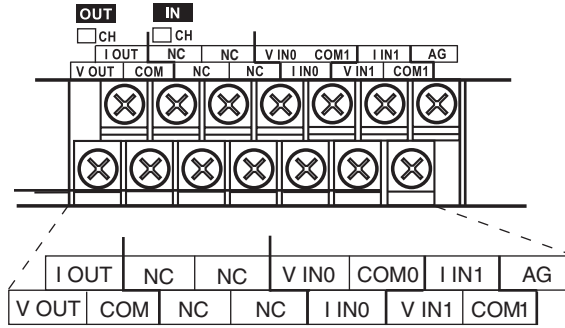 OUT IN
CH CH
I OUT NC NC V IN0 COM1 I IN1 AG
V OUT COM NC NC I IN0 V IN1 COM1
I OUT NC NC V IN0 COM0 I IN1 AG
V OUT COM NC NC I IN0 V IN1 COM1